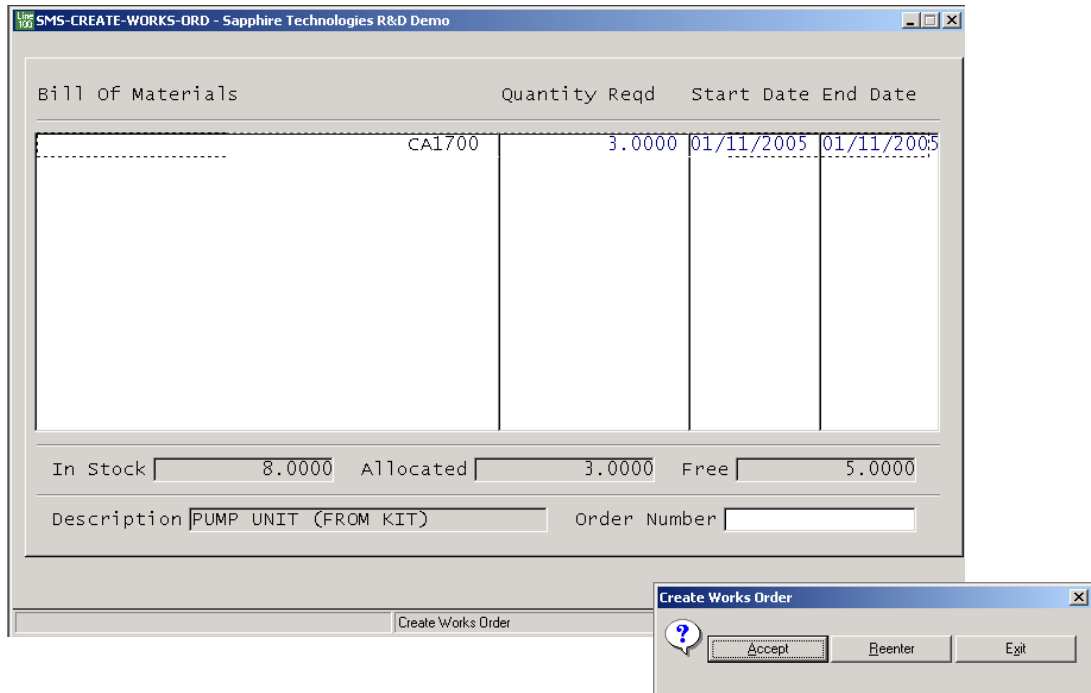 Line 100 SMS-CREATE-WORKS-ORD - Sapphire Technologies R&D Demo
Bill Of Materials Quantity Reqd Start Date End Date
CA1700 3.0000 01/11/2005 01/11/2005
In Stock 8.0000 Allocated 3.0000 Free 5.0000
Description PUMP UNIT (FROM KIT) Order Number
Create Works Order
Create Works Order
Accept Reenter Exit